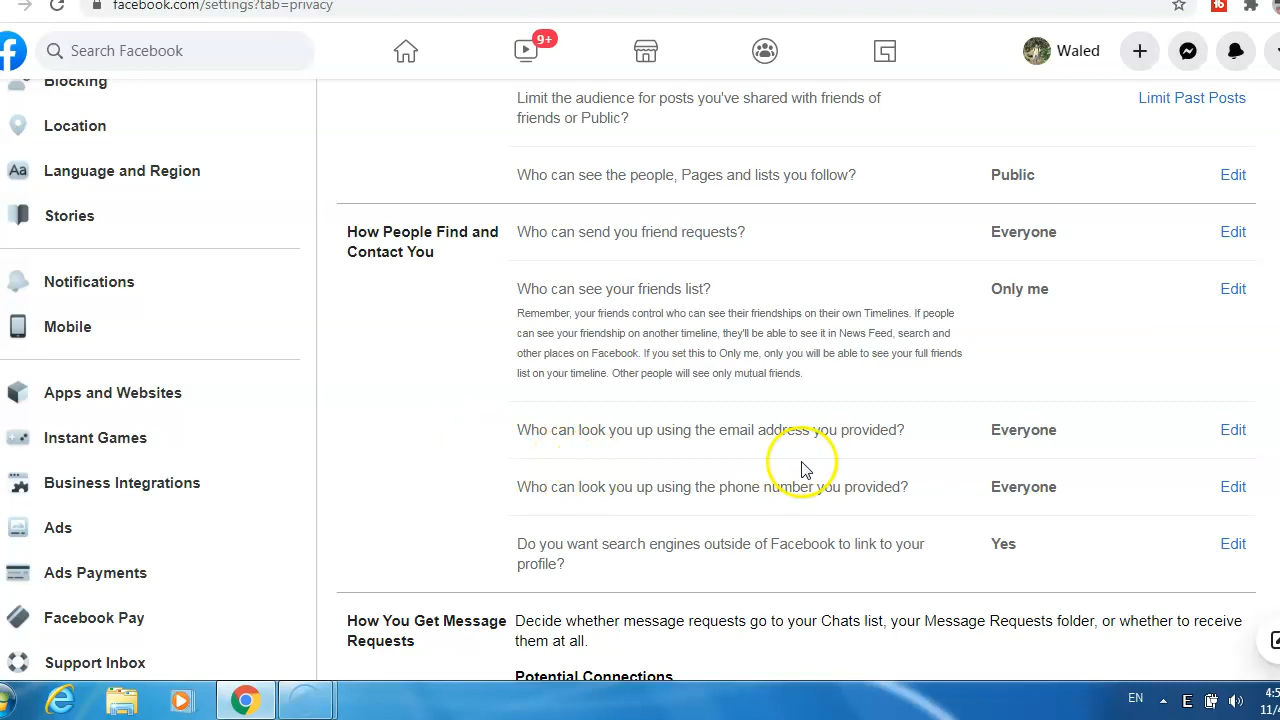 facebook.com/settings?tab=privacy
Search Facebook
9+
Waled
Blocking
Location
Aa
Language and Region
Stories
Notifications
Mobile
Apps and Websites
Instant Games
Business Integrations
Ads
Ads Payments
Facebook Pay
Support Inbox
Limit the audience for posts you've shared with friends of
friends or Public?
Limit Past Posts
Who can see the people, Pages and lists you follow?
Public
Edit
How People Find and
Contact You
Who can send you friend requests?
Everyone
Edit
Who can see your friends list?
Only me
Edit
Remember, your friends control who can see their friendships on their own Timelines. If people
can see your friendship on another timeline, they'll be able to see it in News Feed, search and
other places on Facebook. If you set this to Only me, only you will be able to see your full friends
list on your timeline. Other people will see only mutual friends.
Who can look you up using the email address you provided?
Everyone
Edit
Who can look you up using the phone number you provided?
Everyone
Edit
Do you want search engines outside of Facebook to link to your
profile?
Yes
Edit
How You Get Message
Requests
Decide whether message requests go to your Chats list, your Message Requests folder, or whether to receive
them at all.
Potential Connections
EN
E